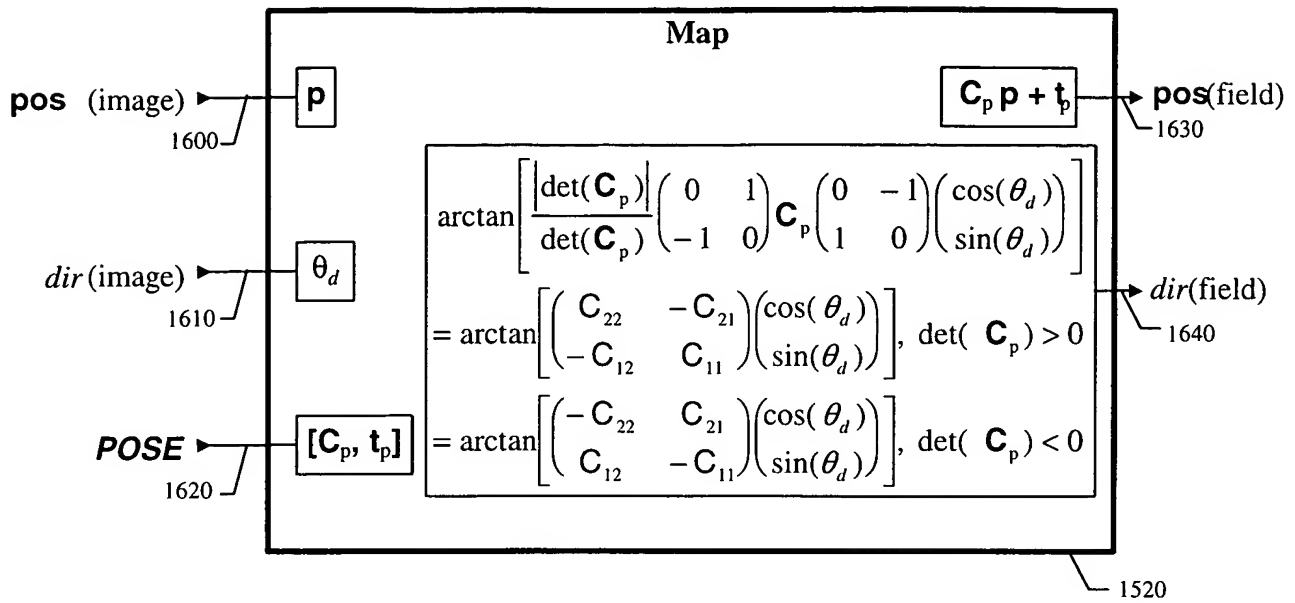 Map
pos (image)
1600
p
C_p p + t_p
pos(field)
1630
arctan[ |det(C_p)| / det(C_p) ( 0 1 ; −1 0 ) C_p ( 0 −1 ; 1 0 ) ( cos(θ_d) ; sin(θ_d) ) ]
dir(image)
1610
θ_d
= arctan[ ( C_22 −C_21 ; −C_12 C_11 ) ( cos(θ_d) ; sin(θ_d) ) ], det( C_p) > 0
dir(field)
1640
POSE
1620
[C_p, t_p]
= arctan[ ( −C_22 C_21 ; C_12 −C_11 ) ( cos(θ_d) ; sin(θ_d) ) ], det( C_p) < 0
1520